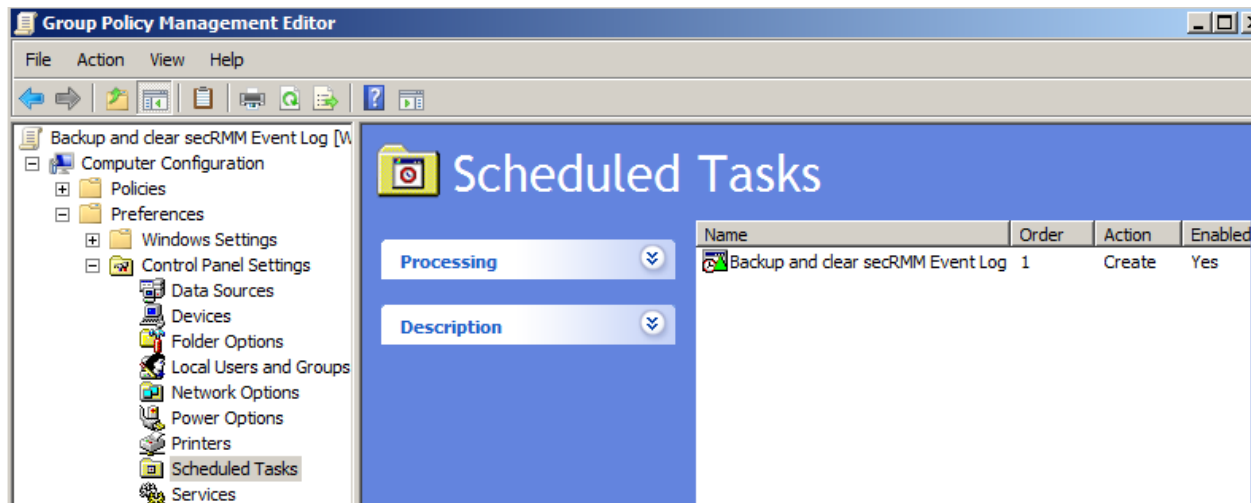 Group Policy Management Editor
File Action View Help
Backup and clear secRMM Event Log [W
Computer Configuration
Policies
Preferences
Windows Settings
Control Panel Settings
Data Sources
Devices
Folder Options
Local Users and Groups
Network Options
Power Options
Printers
Scheduled Tasks
Services
Scheduled Tasks
Processing
Description
Name Order Action Enabled
Backup and clear secRMM Event Log 1 Create Yes